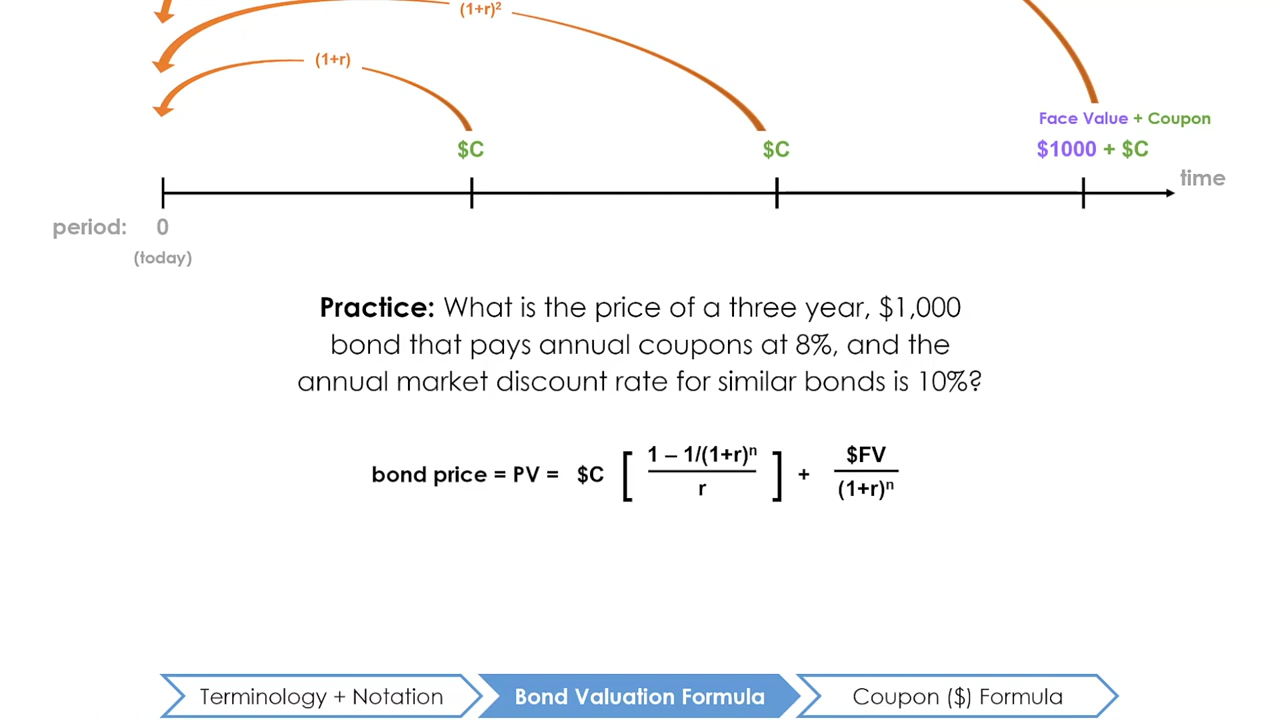 (1+r)²
(1+r)
Face Value + Coupon
$C
$C
$1000 + $C
time
period:
0
(today)
Practice: What is the price of a three year, $1,000
bond that pays annual coupons at 8%, and the
annual market discount rate for similar bonds is 10%?
bond price = PV = $C [ 1 – 1/(1+r)ⁿ / r ] + $FV / (1+r)ⁿ
Terminology + Notation
Bond Valuation Formula
Coupon ($) Formula